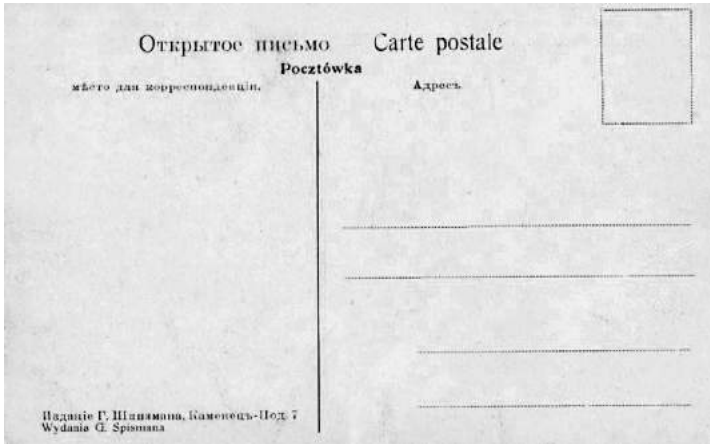 Открытое письмо Carte postale
Pocztówka
мѣсто для корреспонденціи.
Адресъ
Изданіе Г. Шпизмана, Каменецъ-Под. 7
Wydania G. Spismana